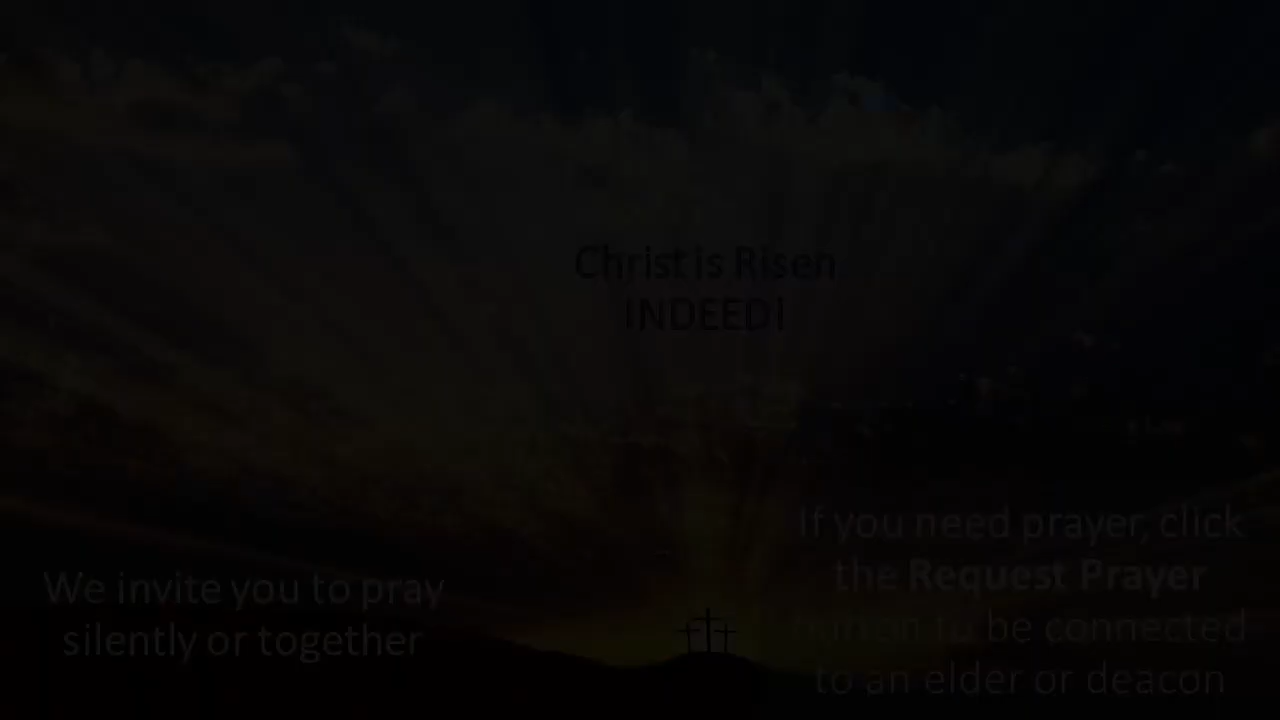 Christ is Risen
INDEED!
We invite you to pray
silently or together
If you need prayer, click
the Request Prayer
button to be connected
to an elder or deacon